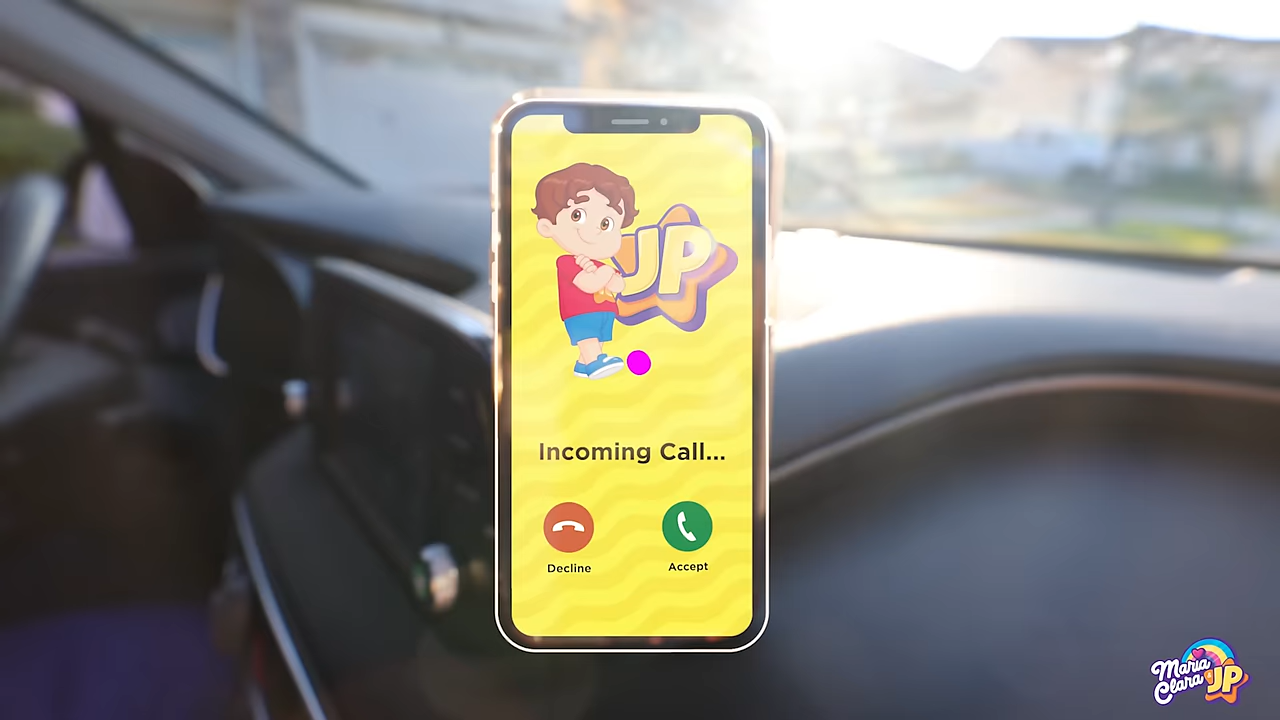 JP
Incoming Call...
Decline
Accept
Maria
Clara & JP